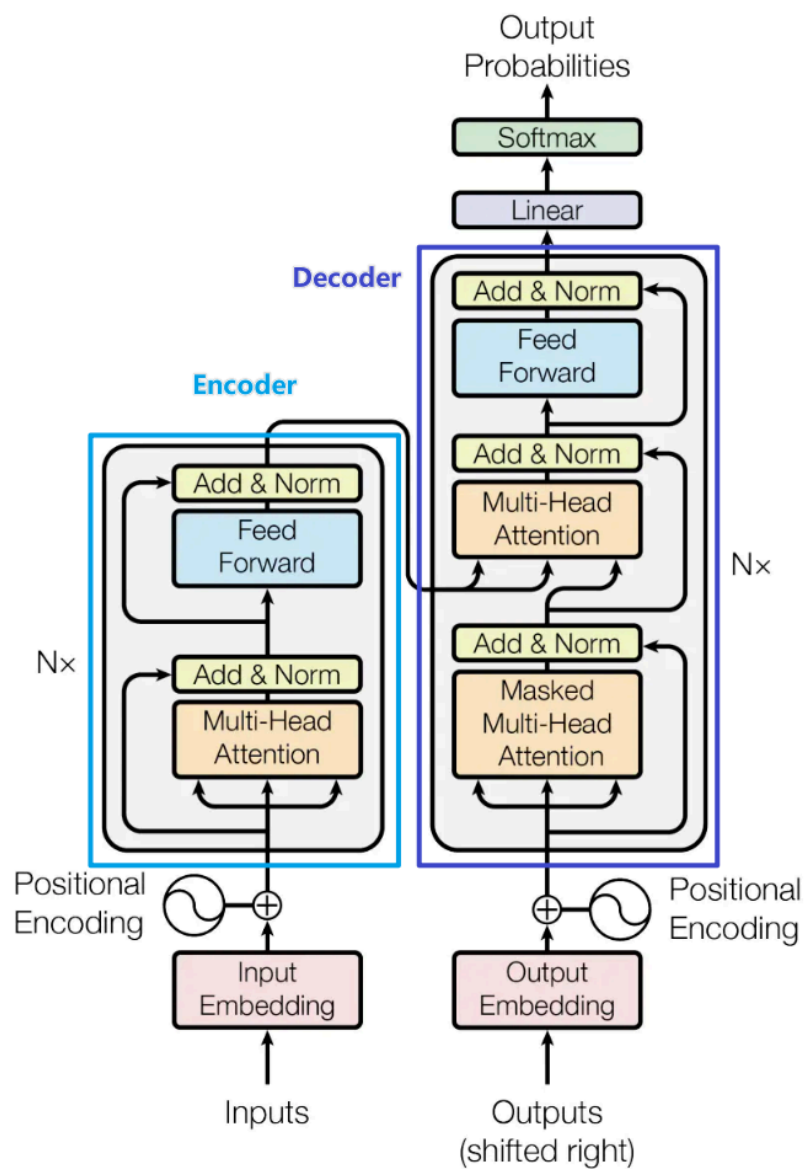 Output
Probabilities
Softmax
Linear
Decoder
Add & Norm
Feed
Forward
Add & Norm
Multi-Head
Attention
Add & Norm
Masked
Multi-Head
Attention
N×
Encoder
Add & Norm
Feed
Forward
Add & Norm
Multi-Head
Attention
N×
Positional
Encoding
Positional
Encoding
Input
Embedding
Output
Embedding
Inputs
Outputs
(shifted right)